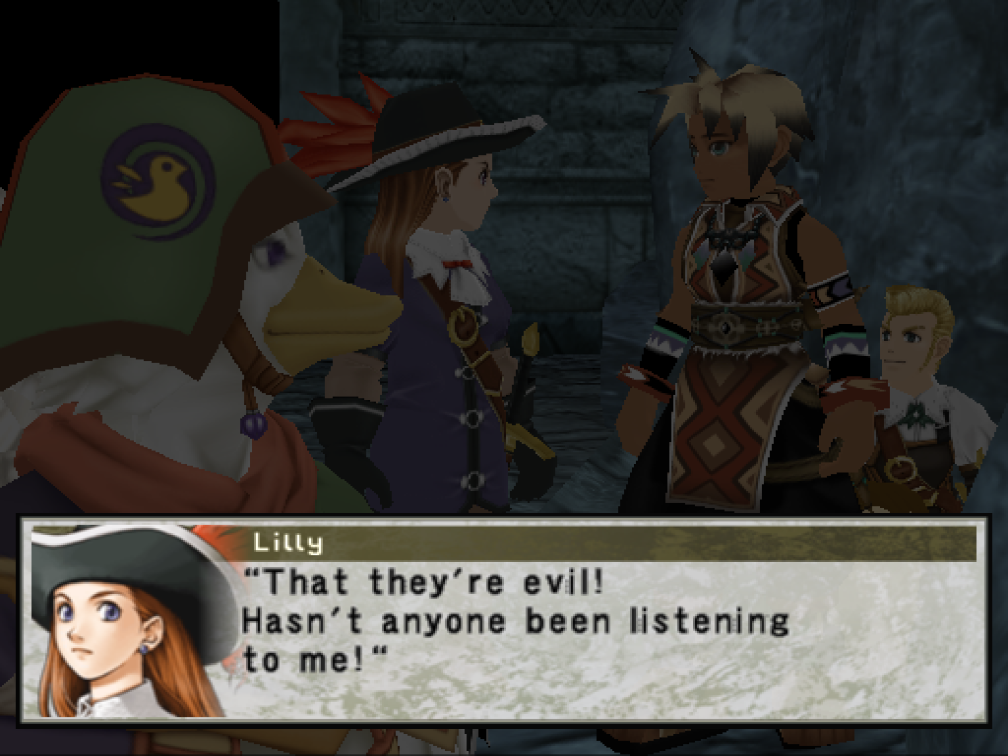 Lilly
“That they’re evil!
Hasn’t anyone been listening
to me!“